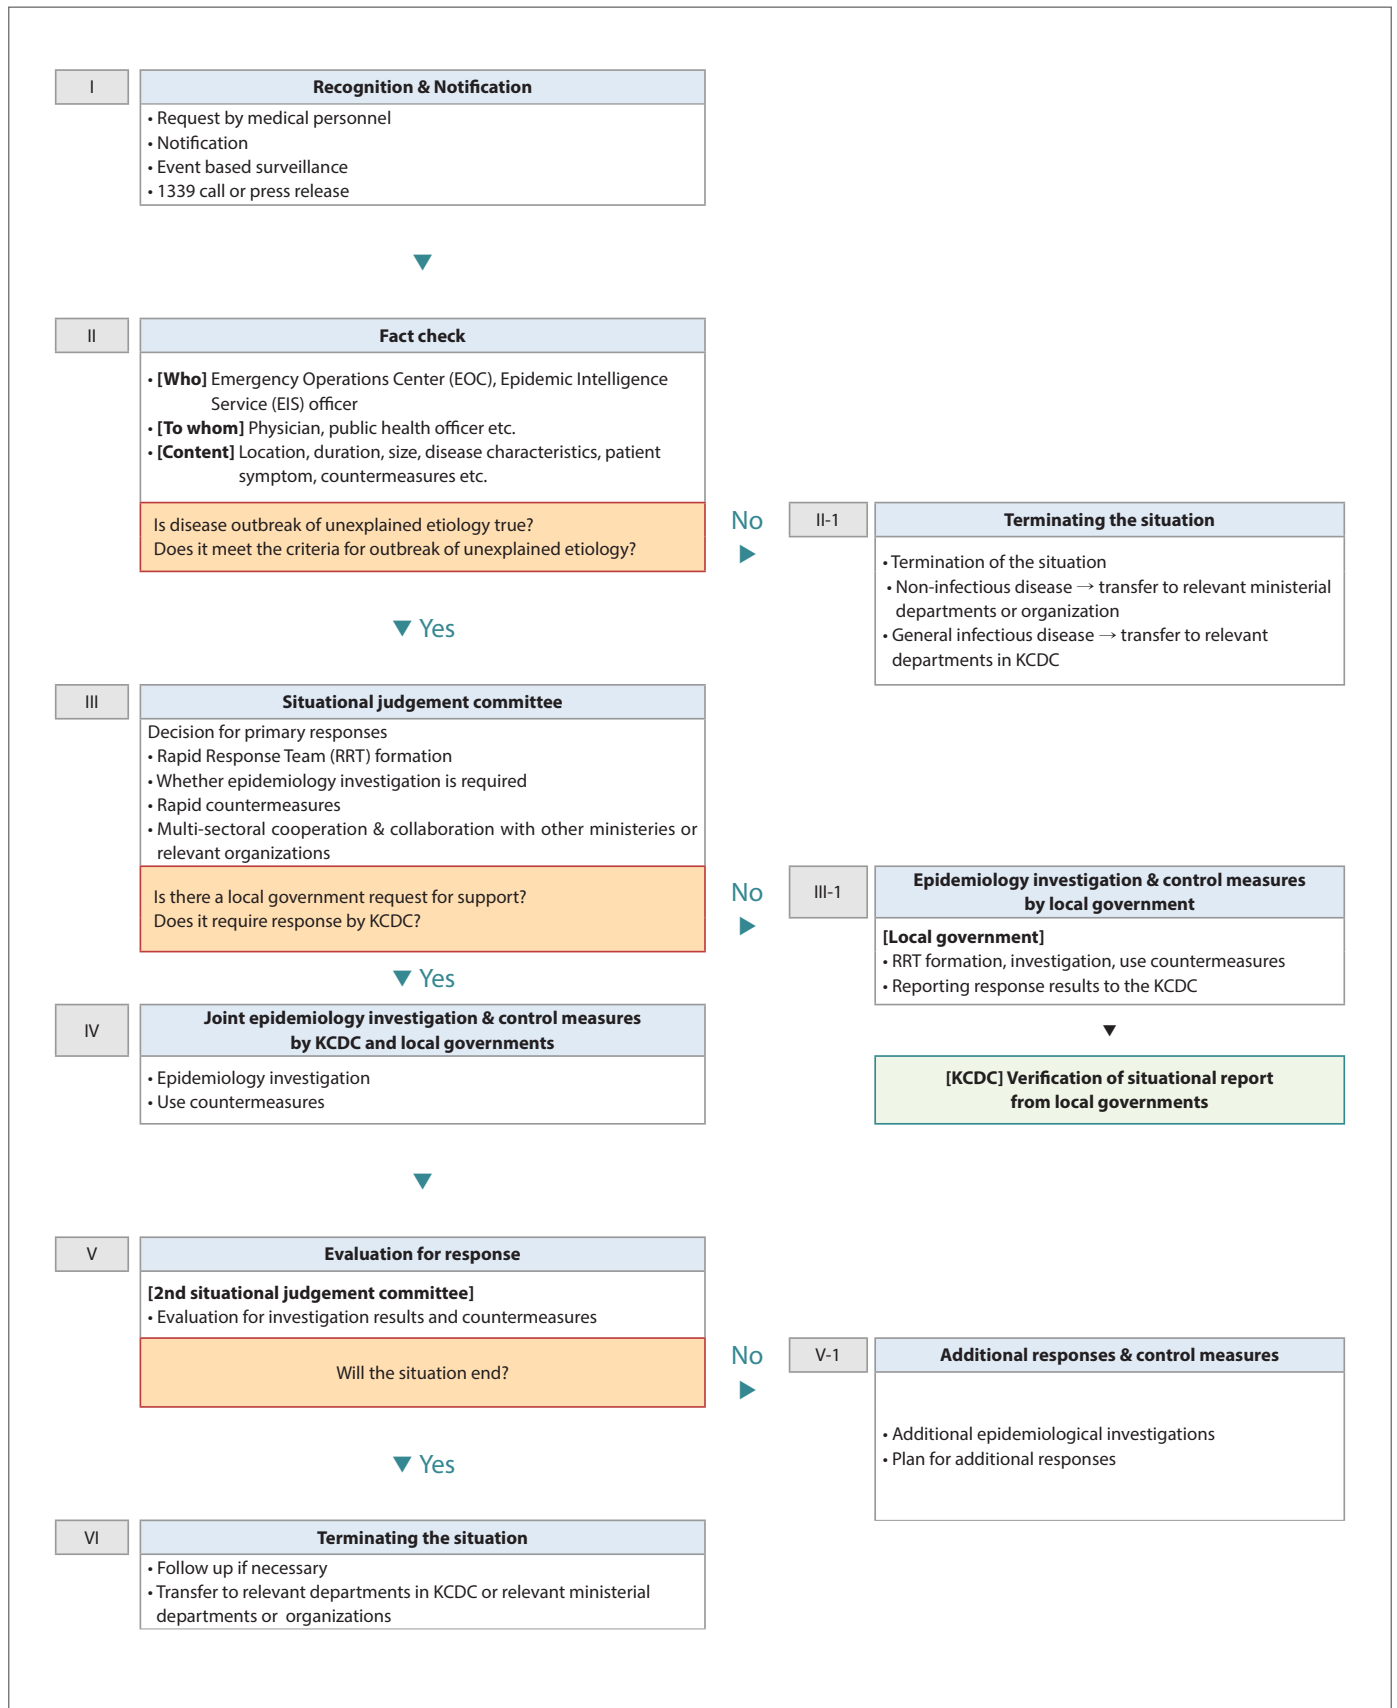 I
Recognition & Notification
• Request by medical personnel
• Notification
• Event based surveillance
• 1339 call or press release
▼
II
Fact check
• [Who] Emergency Operations Center (EOC), Epidemic Intelligence
Service (EIS) officer
• [To whom] Physician, public health officer etc.
• [Content] Location, duration, size, disease characteristics, patient
symptom, countermeasures etc.
Is disease outbreak of unexplained etiology true?
Does it meet the criteria for outbreak of unexplained etiology?
No
▶
II-1
Terminating the situation
• Termination of the situation
• Non-infectious disease → transfer to relevant ministerial
departments or organization
• General infectious disease → transfer to relevant
departments in KCDC
▼ Yes
III
Situational judgement committee
Decision for primary responses
• Rapid Response Team (RRT) formation
• Whether epidemiology investigation is required
• Rapid countermeasures
• Multi-sectoral cooperation & collaboration with other ministeries or
relevant organizations
Is there a local government request for support?
Does it require response by KCDC?
No
▶
III-1
Epidemiology investigation & control measures
by local government
[Local government]
• RRT formation, investigation, use countermeasures
• Reporting response results to the KCDC
▼
[KCDC] Verification of situational report
from local governments
▼ Yes
IV
Joint epidemiology investigation & control measures
by KCDC and local governments
• Epidemiology investigation
• Use countermeasures
▼
V
Evaluation for response
[2nd situational judgement committee]
• Evaluation for investigation results and countermeasures
Will the situation end?
No
▶
V-1
Additional responses & control measures
• Additional epidemiological investigations
• Plan for additional responses
▼ Yes
VI
Terminating the situation
• Follow up if necessary
• Transfer to relevant departments in KCDC or relevant ministerial
departments or organizations